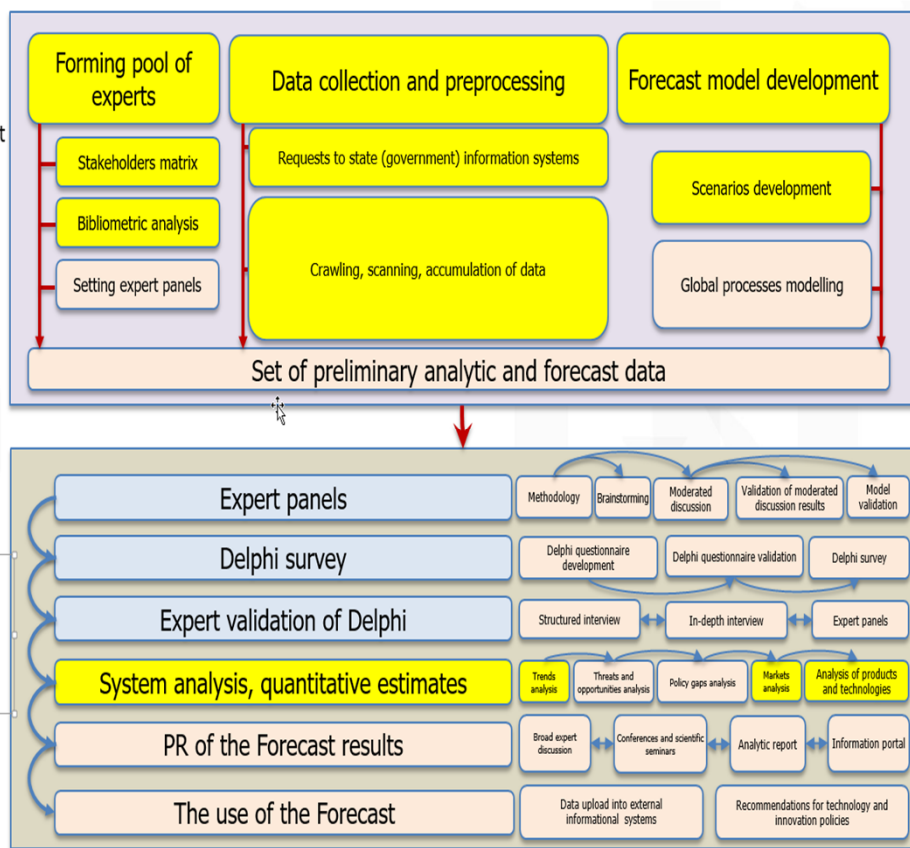 Forming pool of
experts
Data collection and preprocessing
Forecast model development
t
Stakeholders matrix
Requests to state (government) information systems
Scenarios development
Bibliometric analysis
Crawling, scanning, accumulation of data
Setting expert panels
Global processes modelling
Set of preliminary analytic and forecast data
Expert panels
Methodology
Brainstorming
Moderated
discussion
Validation of moderated
discussion results
Model
validation
Delphi survey
Delphi questionnaire
development
Delphi questionnaire validation
Delphi survey
Expert validation of Delphi
Structured interview
In-depth interview
Expert panels
System analysis, quantitative estimates
Trends
analysis
Threats and
opportunities analysis
Policy gaps analysis
Markets
analysis
Analysis of products
and technologies
PR of the Forecast results
Broad expert
discussion
Conferences and scientific
seminars
Analytic report
Information portal
The use of the Forecast
Data upload into external
informational systems
Recommendations for technology and
innovation policies